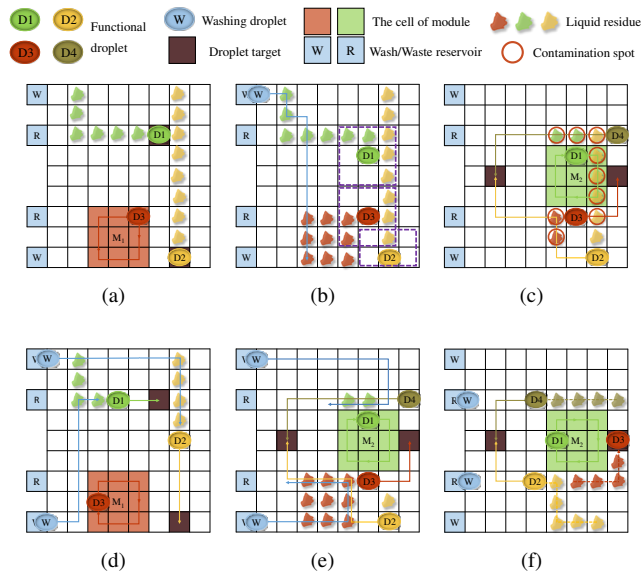 D1 D2 Functional droplet
D3 D4
W Washing droplet
Droplet target
The cell of module
W R Wash/Waste reservoir
Liquid residue
Contamination spot
W
R D1
R D3
M1
W D2
(a)
W W
R
D1
R D3
W D2
(b)
W
R D4
D1
M2
R D3
W D2
(c)
W W
R D1
D2
R
D3 M1
W W
(d)
W W
R D4
D1
M2
R D3
W W D2
(e)
W
R W D4
D1 M2 D3
R W D2
W
(f)